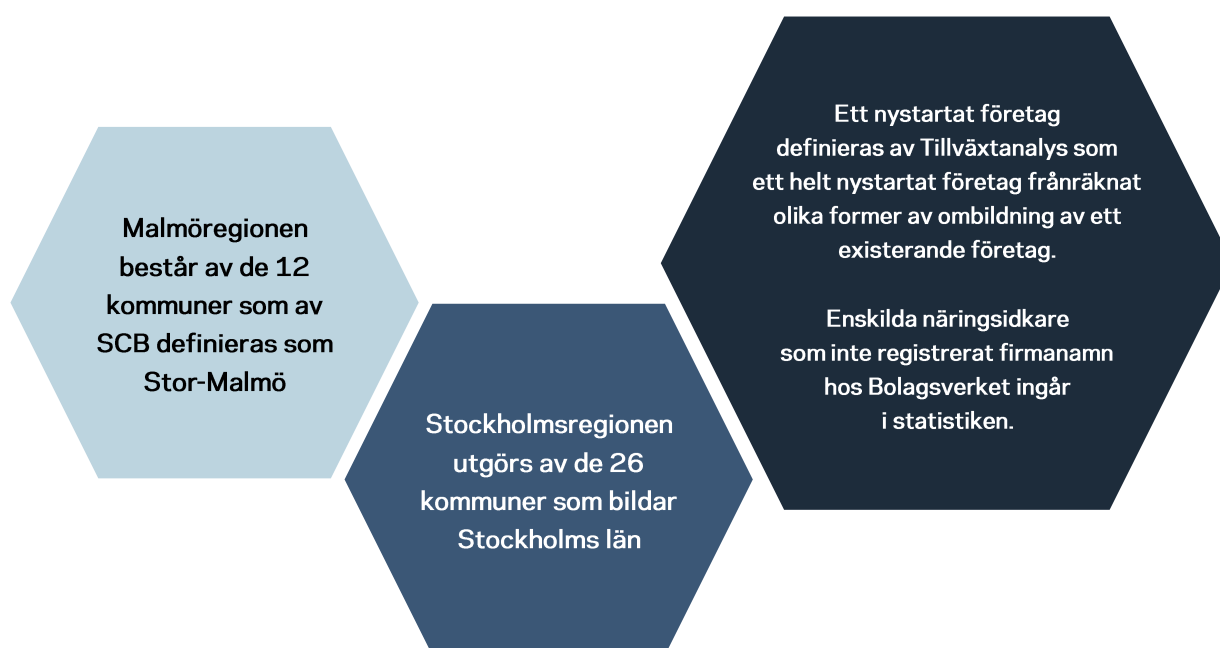 Malmöregionen
består av de 12
kommuner som av
SCB definieras som
Stor-Malmö
Stockholmsregionen
utgörs av de 26
kommuner som bildar
Stockholms län
Ett nystartat företag
definieras av Tillväxtanalys som
ett helt nystartat företag frånräknat
olika former av ombildning av ett
existerande företag.
Enskilda näringsidkare
som inte registrerat firmanamn
hos Bolagsverket ingår
i statistiken.